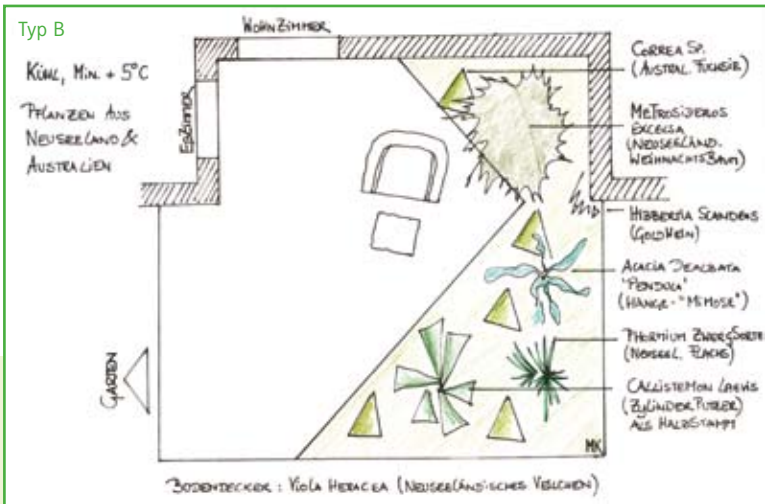 Typ B
KÜHL, MIN. + 5°C
PFLANZEN AUS
NEUSEELAND &
AUSTRALIEN
WOHNZIMMER
EßZIMMER
GARTEN
CORREA SP.
(AUSTRAL. FUCHSIE)
METROSIDEROS
EXCELSA
(NEUSEELÄND.
WEIHNACHTSBAUM)
HIBBERTIA SCANDENS
(GOLDWEIN)
ACACIA DEALBATA
'PENDULA'
(HÄNGE-"MIMOSE")
PHORMIUM ZWERGSORTE
(NEUSEEL. FLACHS)
CALLISTEMON LAEVIS
(ZYLINDERPUTZER)
ALS HALBSTAMM
MK
BODENDECKER : VIOLA HEDERACEA (NEUSEELÄNDISCHES VEILCHEN)